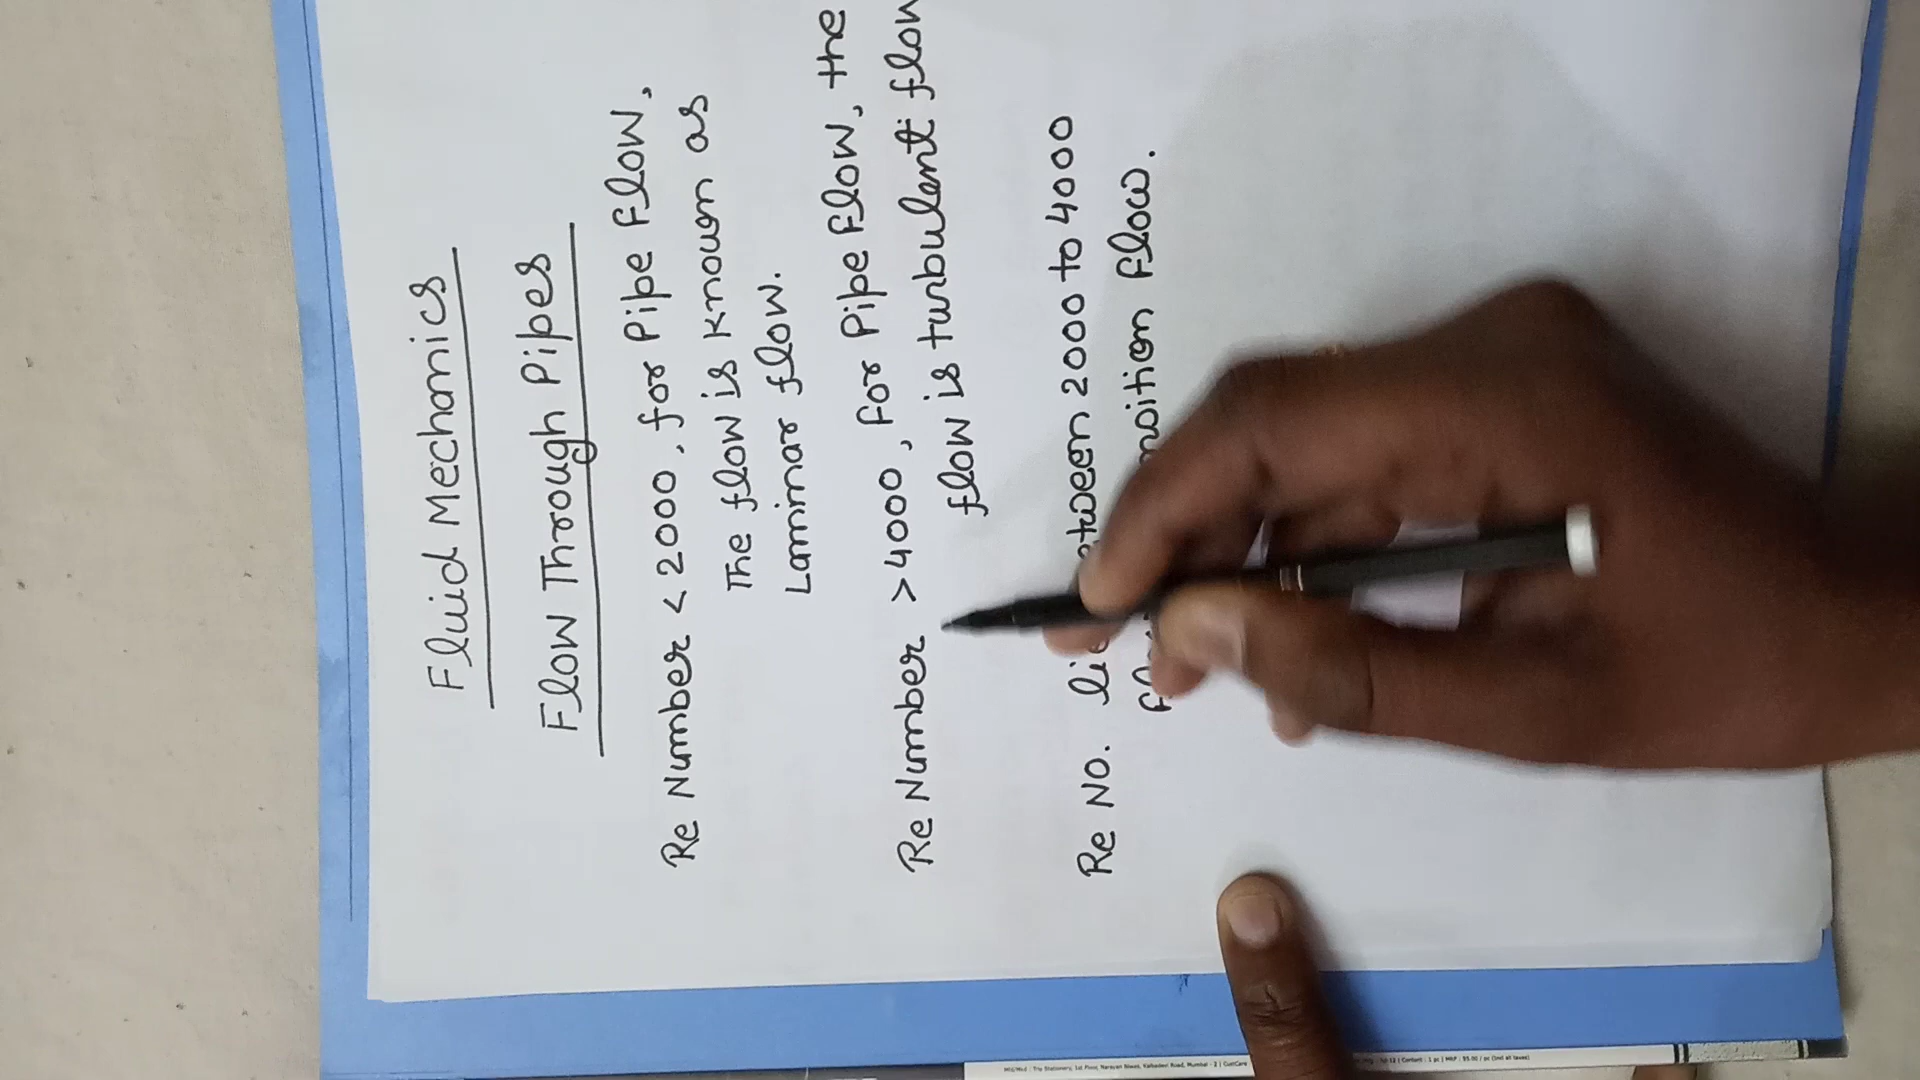 Fluid Mechanics
Flow Through Pipes
Re Number < 2000, for Pipe flow,
The flow is known as
Laminar flow.
Re Number > 4000, for Pipe flow, the
flow is turbulent flow
Re No. 2000 to 4000
flow.